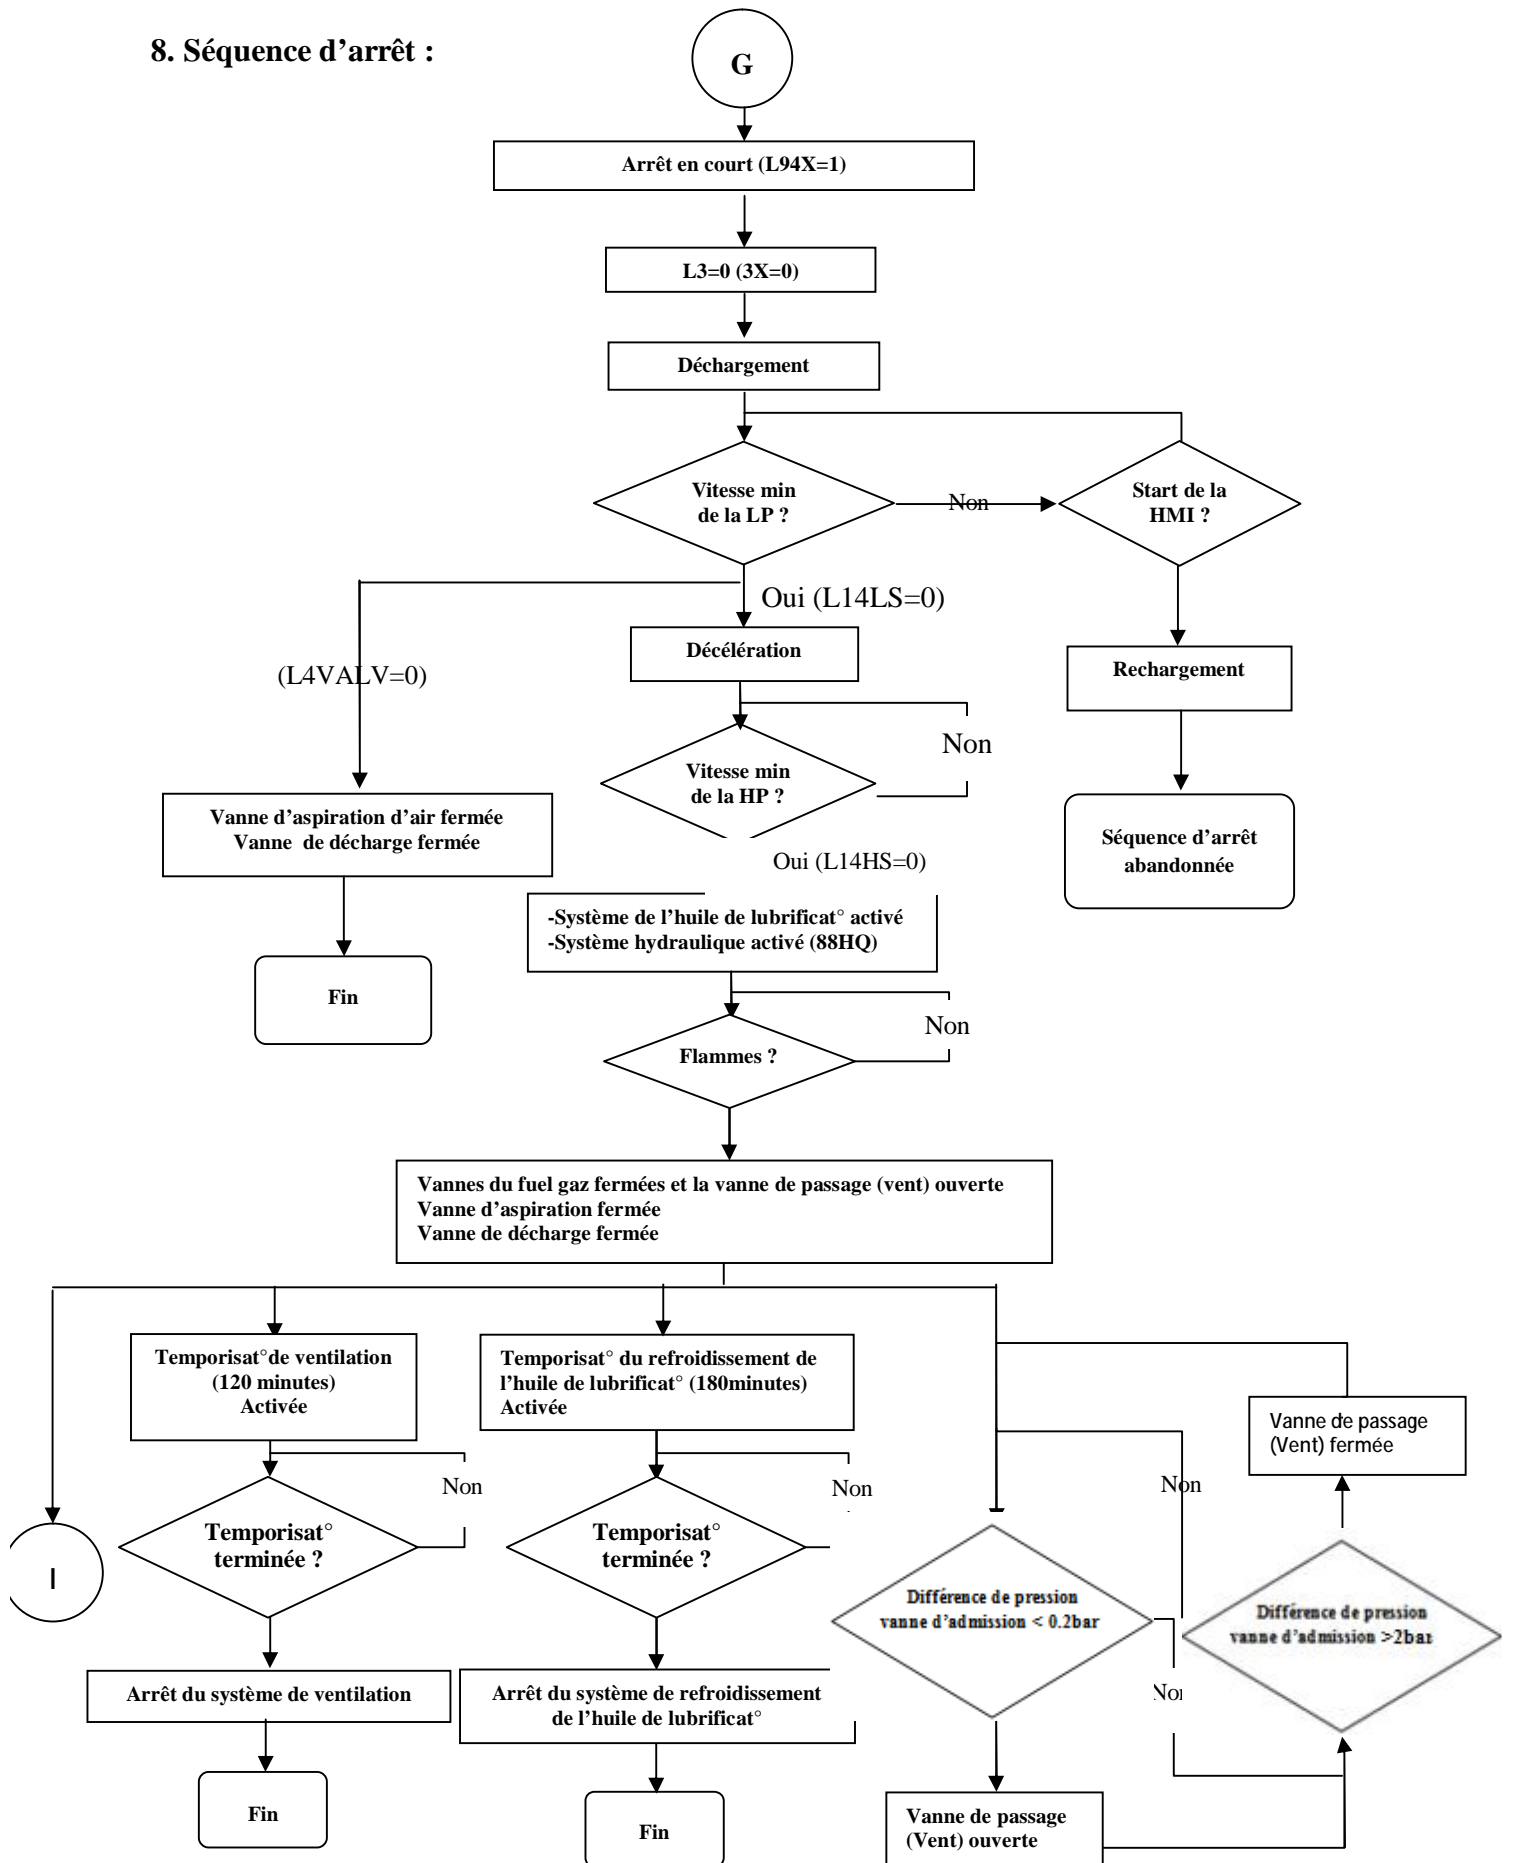 8. Séquence d'arrêt :
G
Arrêt en court (L94X=1)
L3=0 (3X=0)
Déchargement
Vitesse min
de la LP ?
Non
Start de la
HMI ?
Oui (L14LS=0)
(L4VALV=0)
Décélération
Rechargement
Non
Vitesse min
de la HP ?
Vanne d'aspiration d'air fermée
Vanne de décharge fermée
Séquence d'arrêt
abandonnée
Oui (L14HS=0)
-Système de l'huile de lubrificat° activé
-Système hydraulique activé (88HQ)
Fin
Non
Flammes ?
Vannes du fuel gaz fermées et la vanne de passage (vent) ouverte
Vanne d'aspiration fermée
Vanne de décharge fermée
Temporisat°de ventilation
(120 minutes)
Activée
Temporisat° du refroidissement de
l'huile de lubrificat° (180minutes)
Activée
Vanne de passage
(Vent) fermée
Non
Non
Non
I
Temporisat°
terminée ?
Temporisat°
terminée ?
Différence de pression
vanne d'admission < 0.2bar
Différence de pression
vanne d'admission >2bar
Non
Arrêt du système de ventilation
Arrêt du système de refroidissement
de l'huile de lubrificat°
Fin
Fin
Vanne de passage
(Vent) ouverte